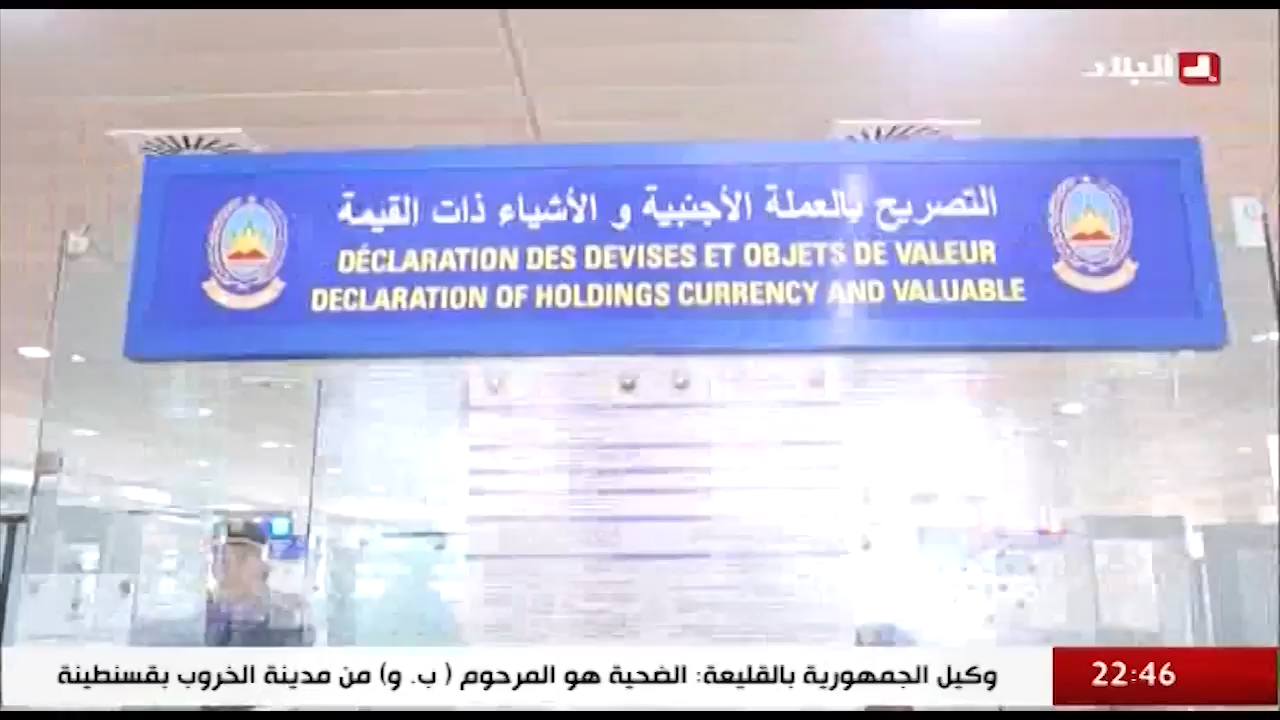 البلاد
التصريح بالعملة الأجنبية و الأشياء ذات القيمة
DÉCLARATION DES DEVISES ET OBJETS DE VALEUR
DECLARATION OF HOLDINGS CURRENCY AND VALUABLE
وكيل الجمهورية بالقليعة: الضحية هو المرحوم ( ب. و) من مدينة الخروب بقسنطينة
22:46